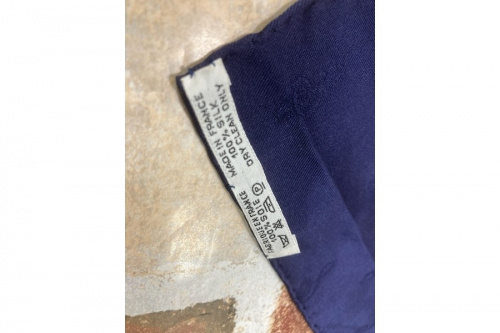 MADE IN FRANCE
100% SILK
DRY CLEAN ONLY
FABRIQUE EN FRANCE
100% SOIE
P